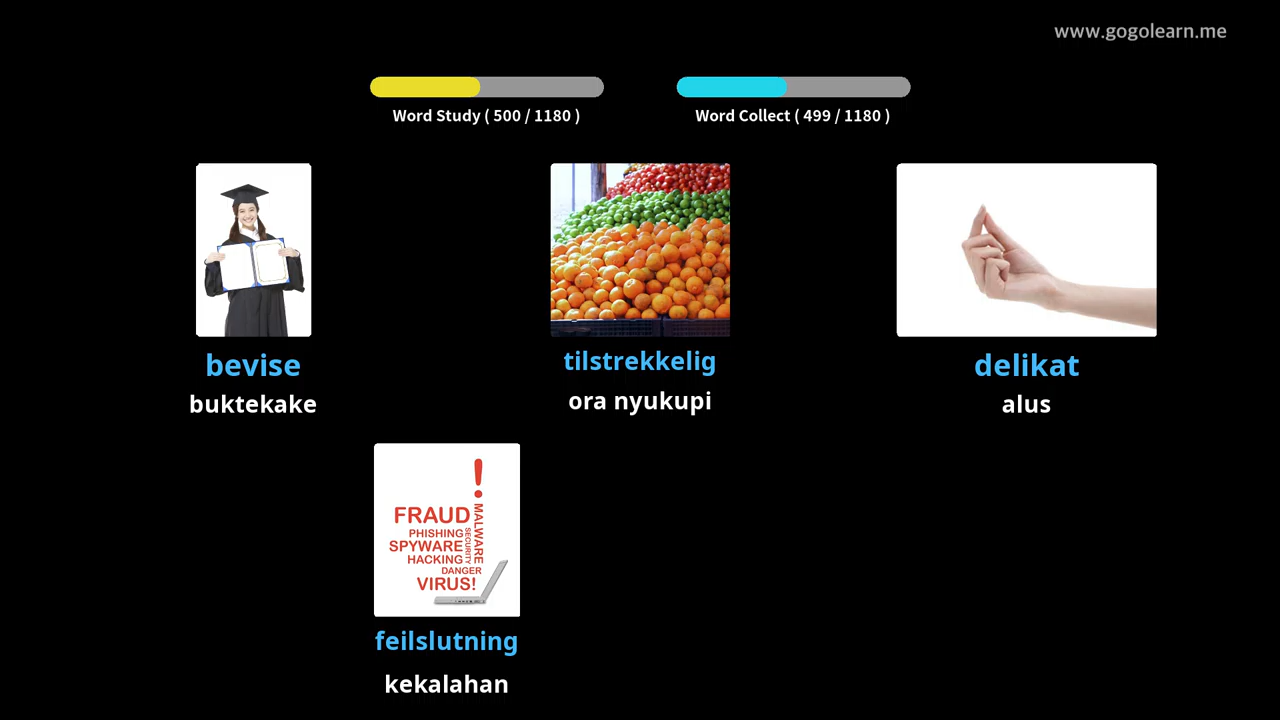 www.gogolearn.me
Word Study ( 500 / 1180 )
Word Collect ( 499 / 1180 )
bevise
buktekake
tilstrekkelig
ora nyukupi
delikat
alus
!
FRAUD
PHISHING
SPYWARE
HACKING
DANGER
VIRUS!
SECURITY
MALWARE
feilslutning
kekalahan